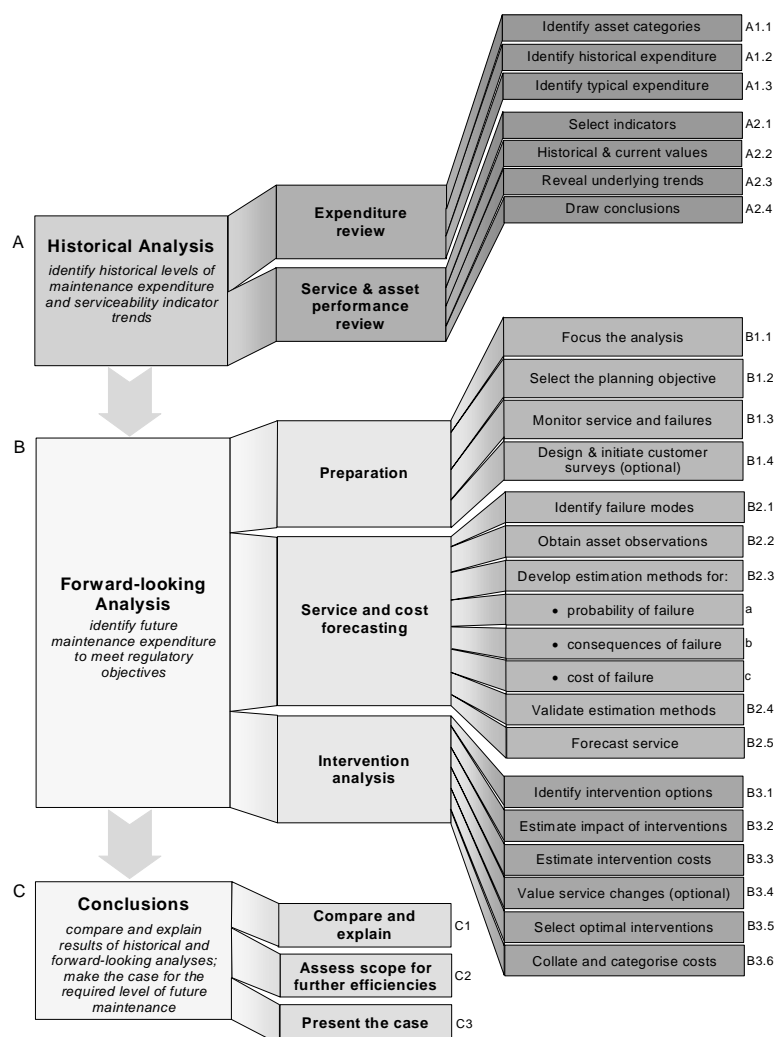 Identify asset categories A1.1
Identify historical expenditure A1.2
Identify typical expenditure A1.3
Select indicators A2.1
Historical & current values A2.2
Reveal underlying trends A2.3
Draw conclusions A2.4
Expenditure
review
A
Historical Analysis
identify historical levels of
maintenance expenditure
and serviceability indicator
trends
Service & asset
performance
review
Focus the analysis B1.1
Select the planning objective B1.2
Monitor service and failures B1.3
Design & initiate customer
surveys (optional) B1.4
B
Preparation
Identify failure modes B2.1
Obtain asset observations B2.2
Develop estimation methods for: B2.3
• probability of failure a
• consequences of failure b
• cost of failure c
Validate estimation methods B2.4
Forecast service B2.5
Forward-looking
Analysis
identify future
maintenance expenditure
to meet regulatory
objectives
Service and cost
forecasting
Intervention
analysis
Identify intervention options B3.1
Estimate impact of interventions B3.2
Estimate intervention costs B3.3
Value service changes (optional) B3.4
Select optimal interventions B3.5
Collate and categorise costs B3.6
C
Conclusions
compare and explain
results of historical and
forward-looking analyses;
make the case for the
required level of future
maintenance
Compare and
explain C1
Assess scope for
further efficiencies C2
Present the case C3